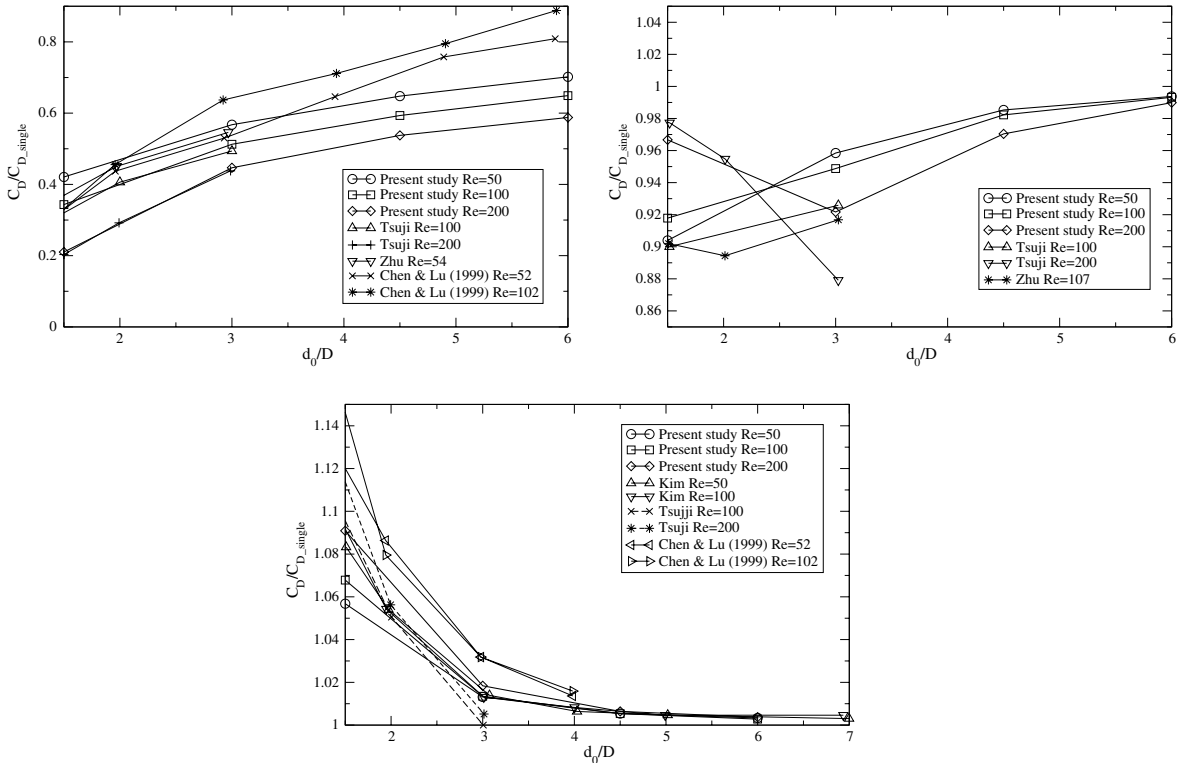 0.8
0.6
0.4
0.2
0
C_D/C_{D_single}
2
3
4
5
6
d_0/D
Present study Re=50
Present study Re=100
Present study Re=200
Tsuji Re=100
Tsuji Re=200
Zhu Re=54
Chen & Lu (1999) Re=52
Chen & Lu (1999) Re=102
1.04
1.02
1
0.98
0.96
0.94
0.92
0.9
0.88
0.86
C_D/C_{D_single}
2
3
4
5
6
d_0/D
Present study Re=50
Present study Re=100
Present study Re=200
Tsuji Re=100
Tsuji Re=200
Zhu Re=107
1.14
1.12
1.1
1.08
1.06
1.04
1.02
1
C_D/C_{D_single}
2
3
4
5
6
7
d_0/D
Present study Re=50
Present study Re=100
Present study Re=200
Kim Re=50
Kim Re=100
Tsujji Re=100
Tsuji Re=200
Chen & Lu (1999) Re=52
Chen & Lu (1999) Re=102